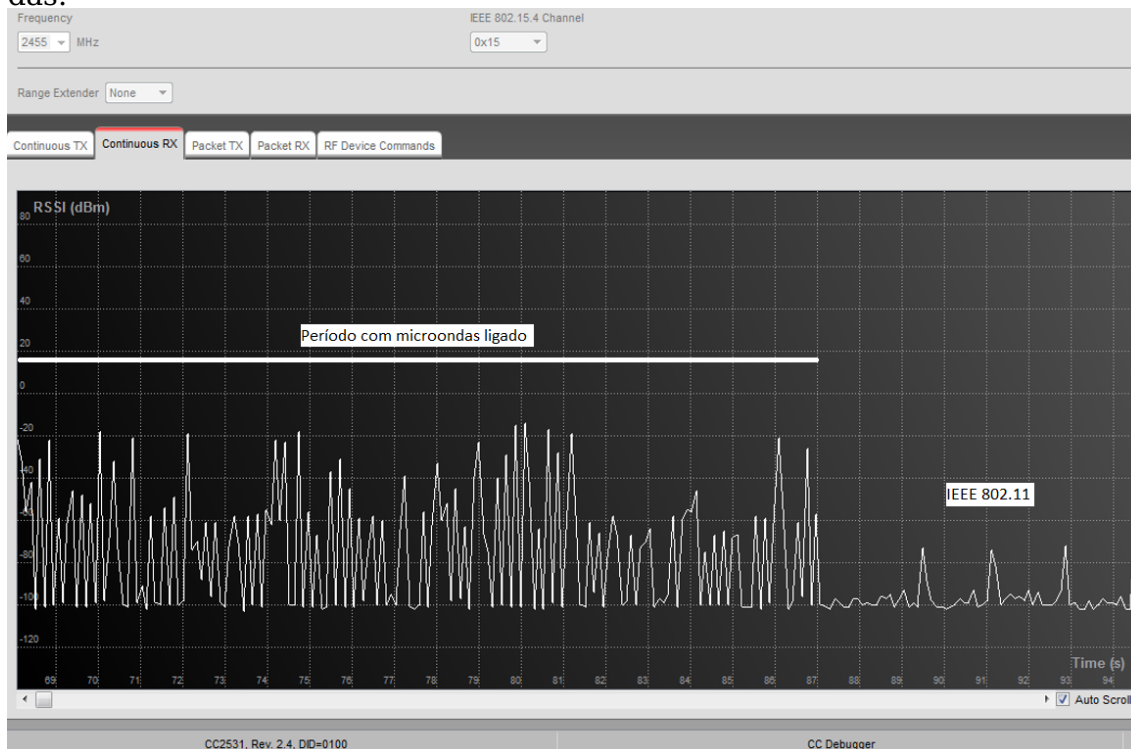 das.
Frequency
IEEE 802.15.4 Channel
2455 MHz
0x15
Range Extender None
Continuous TX Continuous RX Packet TX Packet RX RF Device Commands
RSSI (dBm)
80
60
40
Período com microondas ligado
20
0
-20
-40
IEEE 802.11
-60
-80
-100
-120
Time (s)
69 70 71 72 73 74 75 76 77 78 79 80 81 82 83 84 85 86 87 88 89 90 91 92 93 94
Auto Scroll
CC2531, Rev. 2.4, DID=0100
CC Debugger